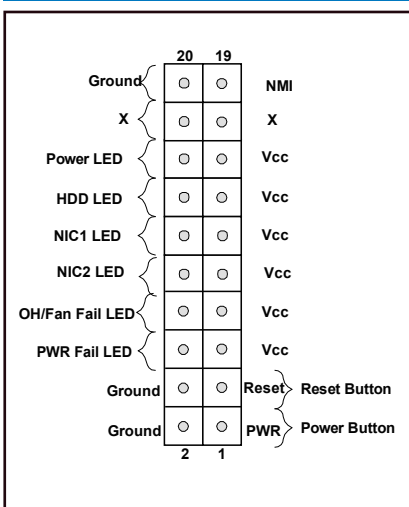 20 19
Ground NMI
X X
Power LED Vcc
HDD LED Vcc
NIC1 LED Vcc
NIC2 LED Vcc
OH/Fan Fail LED Vcc
PWR Fail LED Vcc
Ground Reset Reset Button
Ground PWR Power Button
2 1